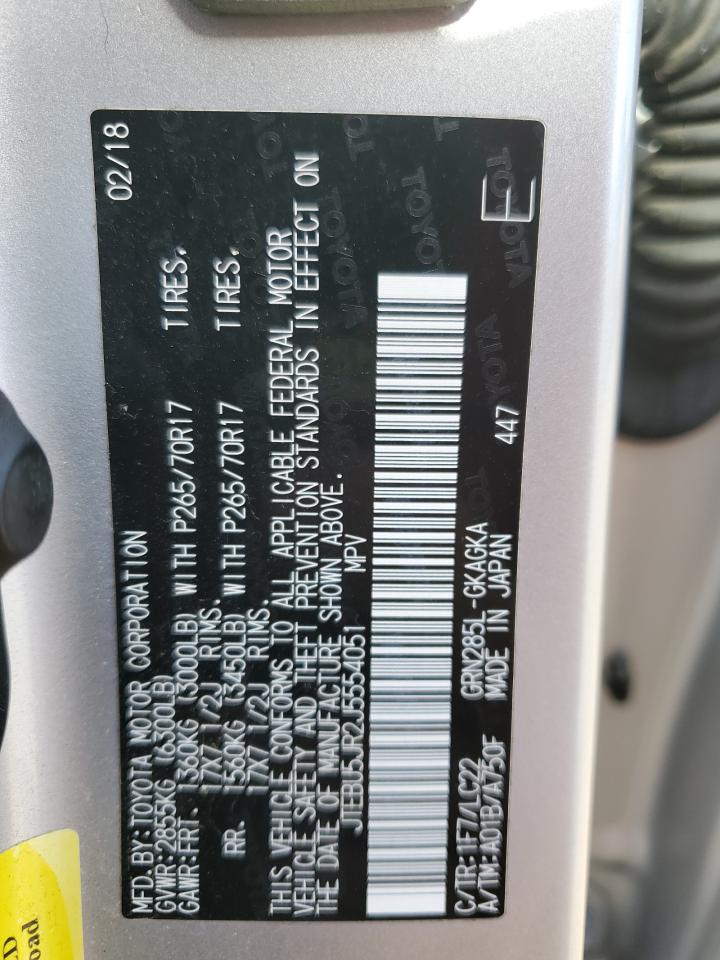 MFD. BY: TOYOTA MOTOR CORPORATION 02/18
GVWR: 2855KG (6300LB)
GAWR: FRT. 1360KG (3000LB) WITH P265/70R17 TIRES.
17X7 1/2J RIMS.
RR. 1560KG (3450LB) WITH P265/70R17 TIRES.
17X7 1/2J RIMS.
THIS VEHICLE CONFORMS TO ALL APPLICABLE FEDERAL MOTOR
VEHICLE SAFETY AND THEFT PREVENTION STANDARDS IN EFFECT ON
THE DATE OF MANUFACTURE SHOWN ABOVE.
JTEBU5JR2J5554051 MPV
C/TR: 1F7/LC22 GRN285L-GKAGKA 447 E
A/TM: A01B/A750F MADE IN JAPAN
TOYOTA
oad